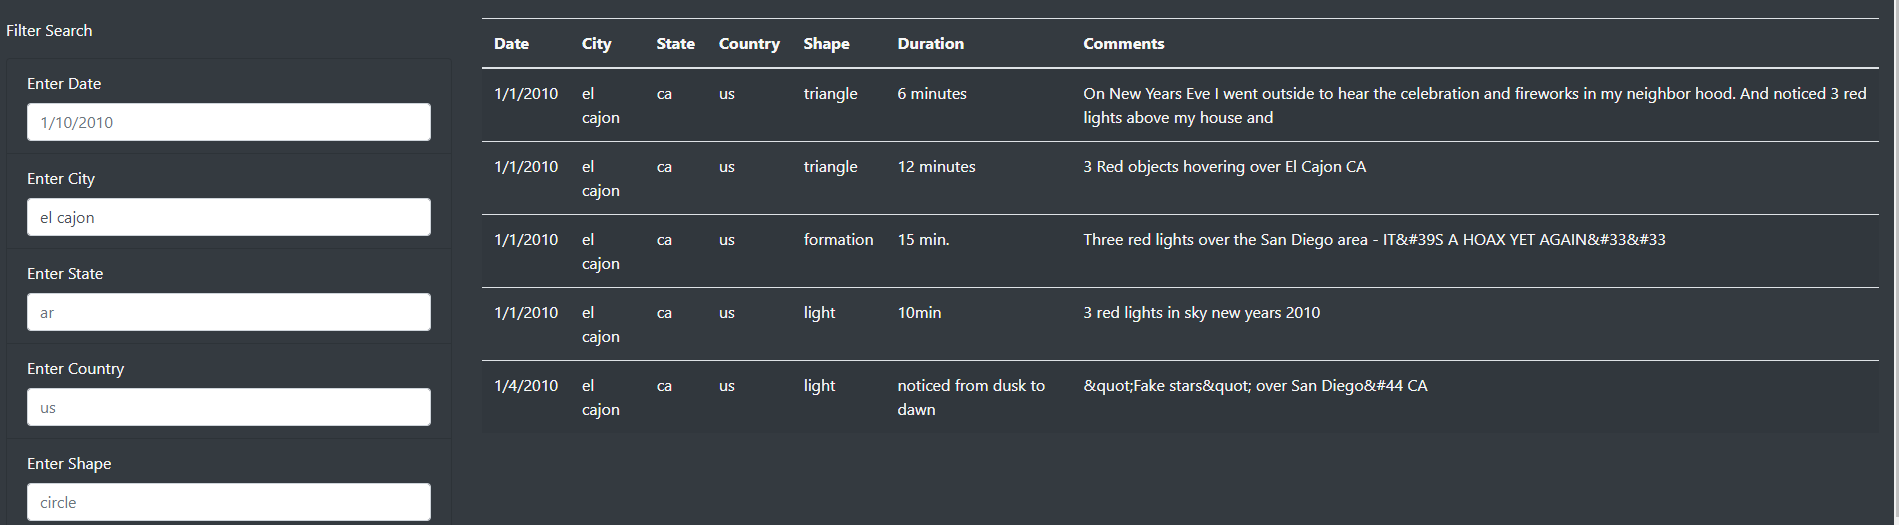 Filter Search
Enter Date
1/10/2010
Enter City
el cajon
Enter State
ar
Enter Country
us
Enter Shape
circle
Date City State Country Shape Duration Comments
1/1/2010 el ca us triangle 6 minutes On New Years Eve I went outside to hear the celebration and fireworks in my neighbor hood. And noticed 3 red
cajon lights above my house and
1/1/2010 el ca us triangle 12 minutes 3 Red objects hovering over El Cajon CA
cajon
1/1/2010 el ca us formation 15 min. Three red lights over the San Diego area - IT&#39S A HOAX YET AGAIN&#33&#33
cajon
1/1/2010 el ca us light 10min 3 red lights in sky new years 2010
cajon
1/4/2010 el ca us light noticed from dusk to &quot;Fake stars&quot; over San Diego&#44 CA
cajon dawn